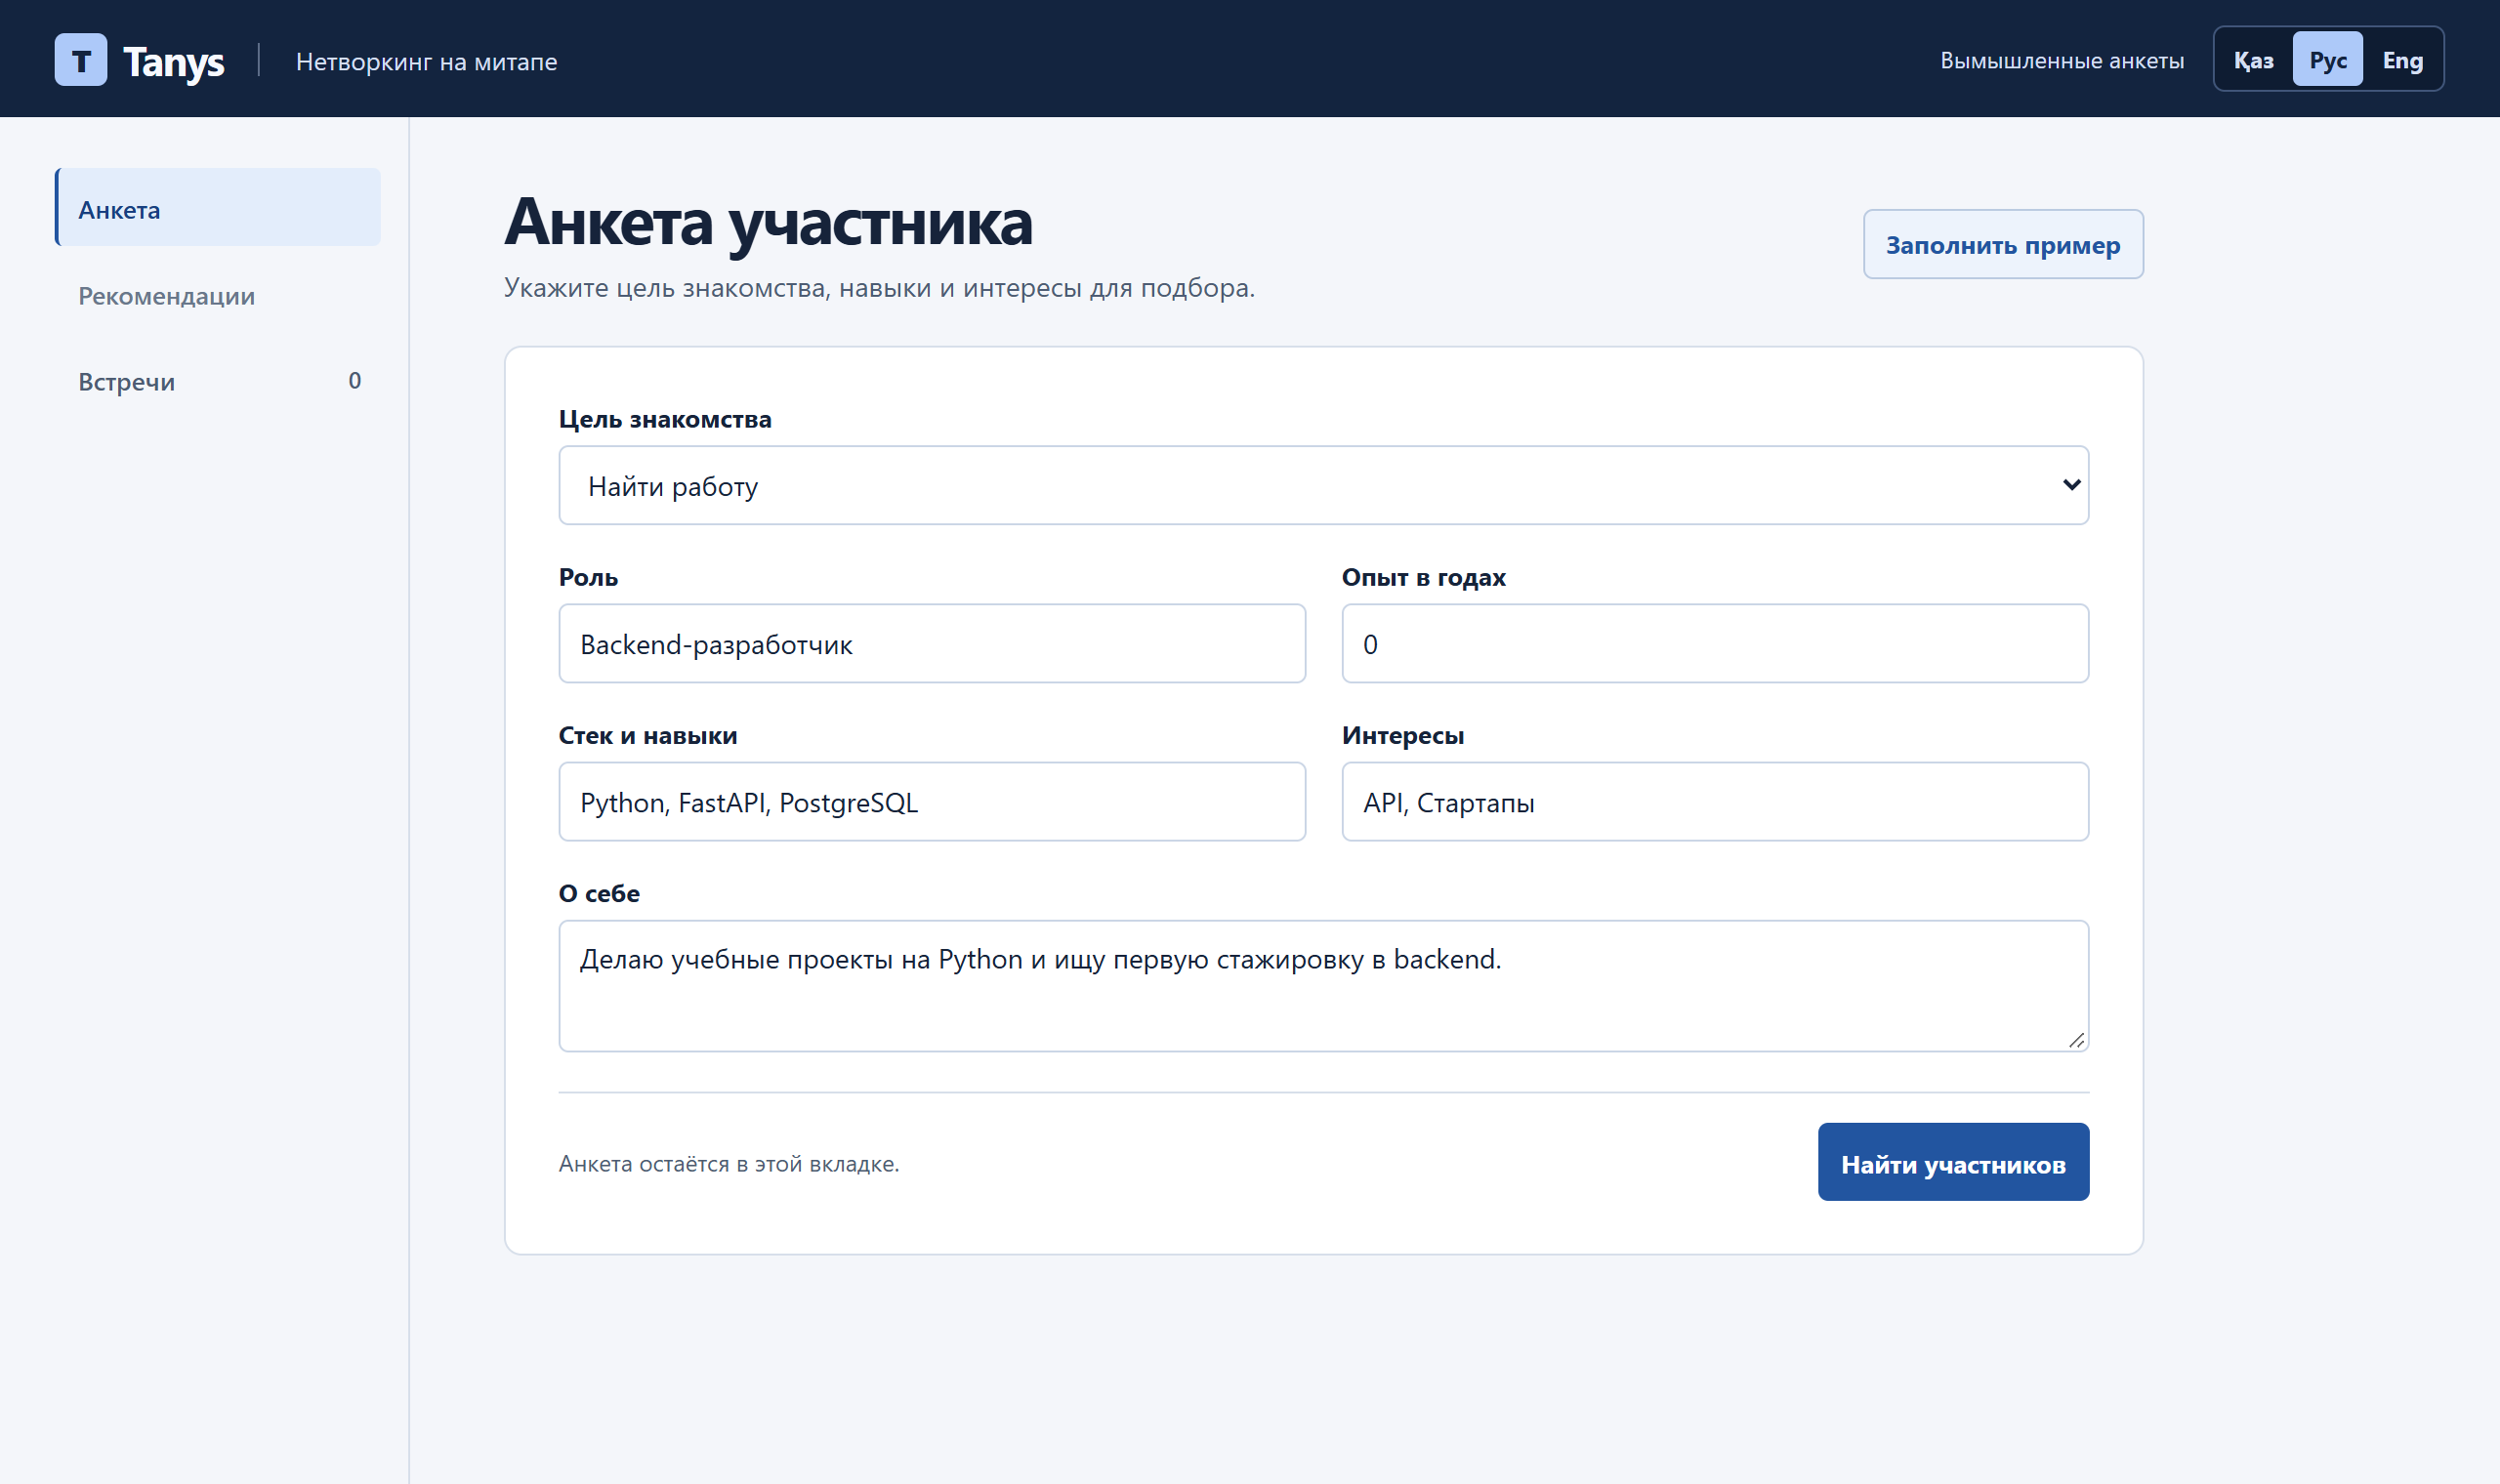 T Tanys
Нетворкинг на митапе
Вымышленные анкеты
Қаз
Рус
Eng
Анкета
Рекомендации
Встречи 0
Анкета участника
Укажите цель знакомства, навыки и интересы для подбора.
Заполнить пример
Цель знакомства
Найти работу
Роль
Backend-разработчик
Опыт в годах
0
Стек и навыки
Python, FastAPI, PostgreSQL
Интересы
API, Стартапы
О себе
Делаю учебные проекты на Python и ищу первую стажировку в backend.
Анкета остаётся в этой вкладке.
Найти участников